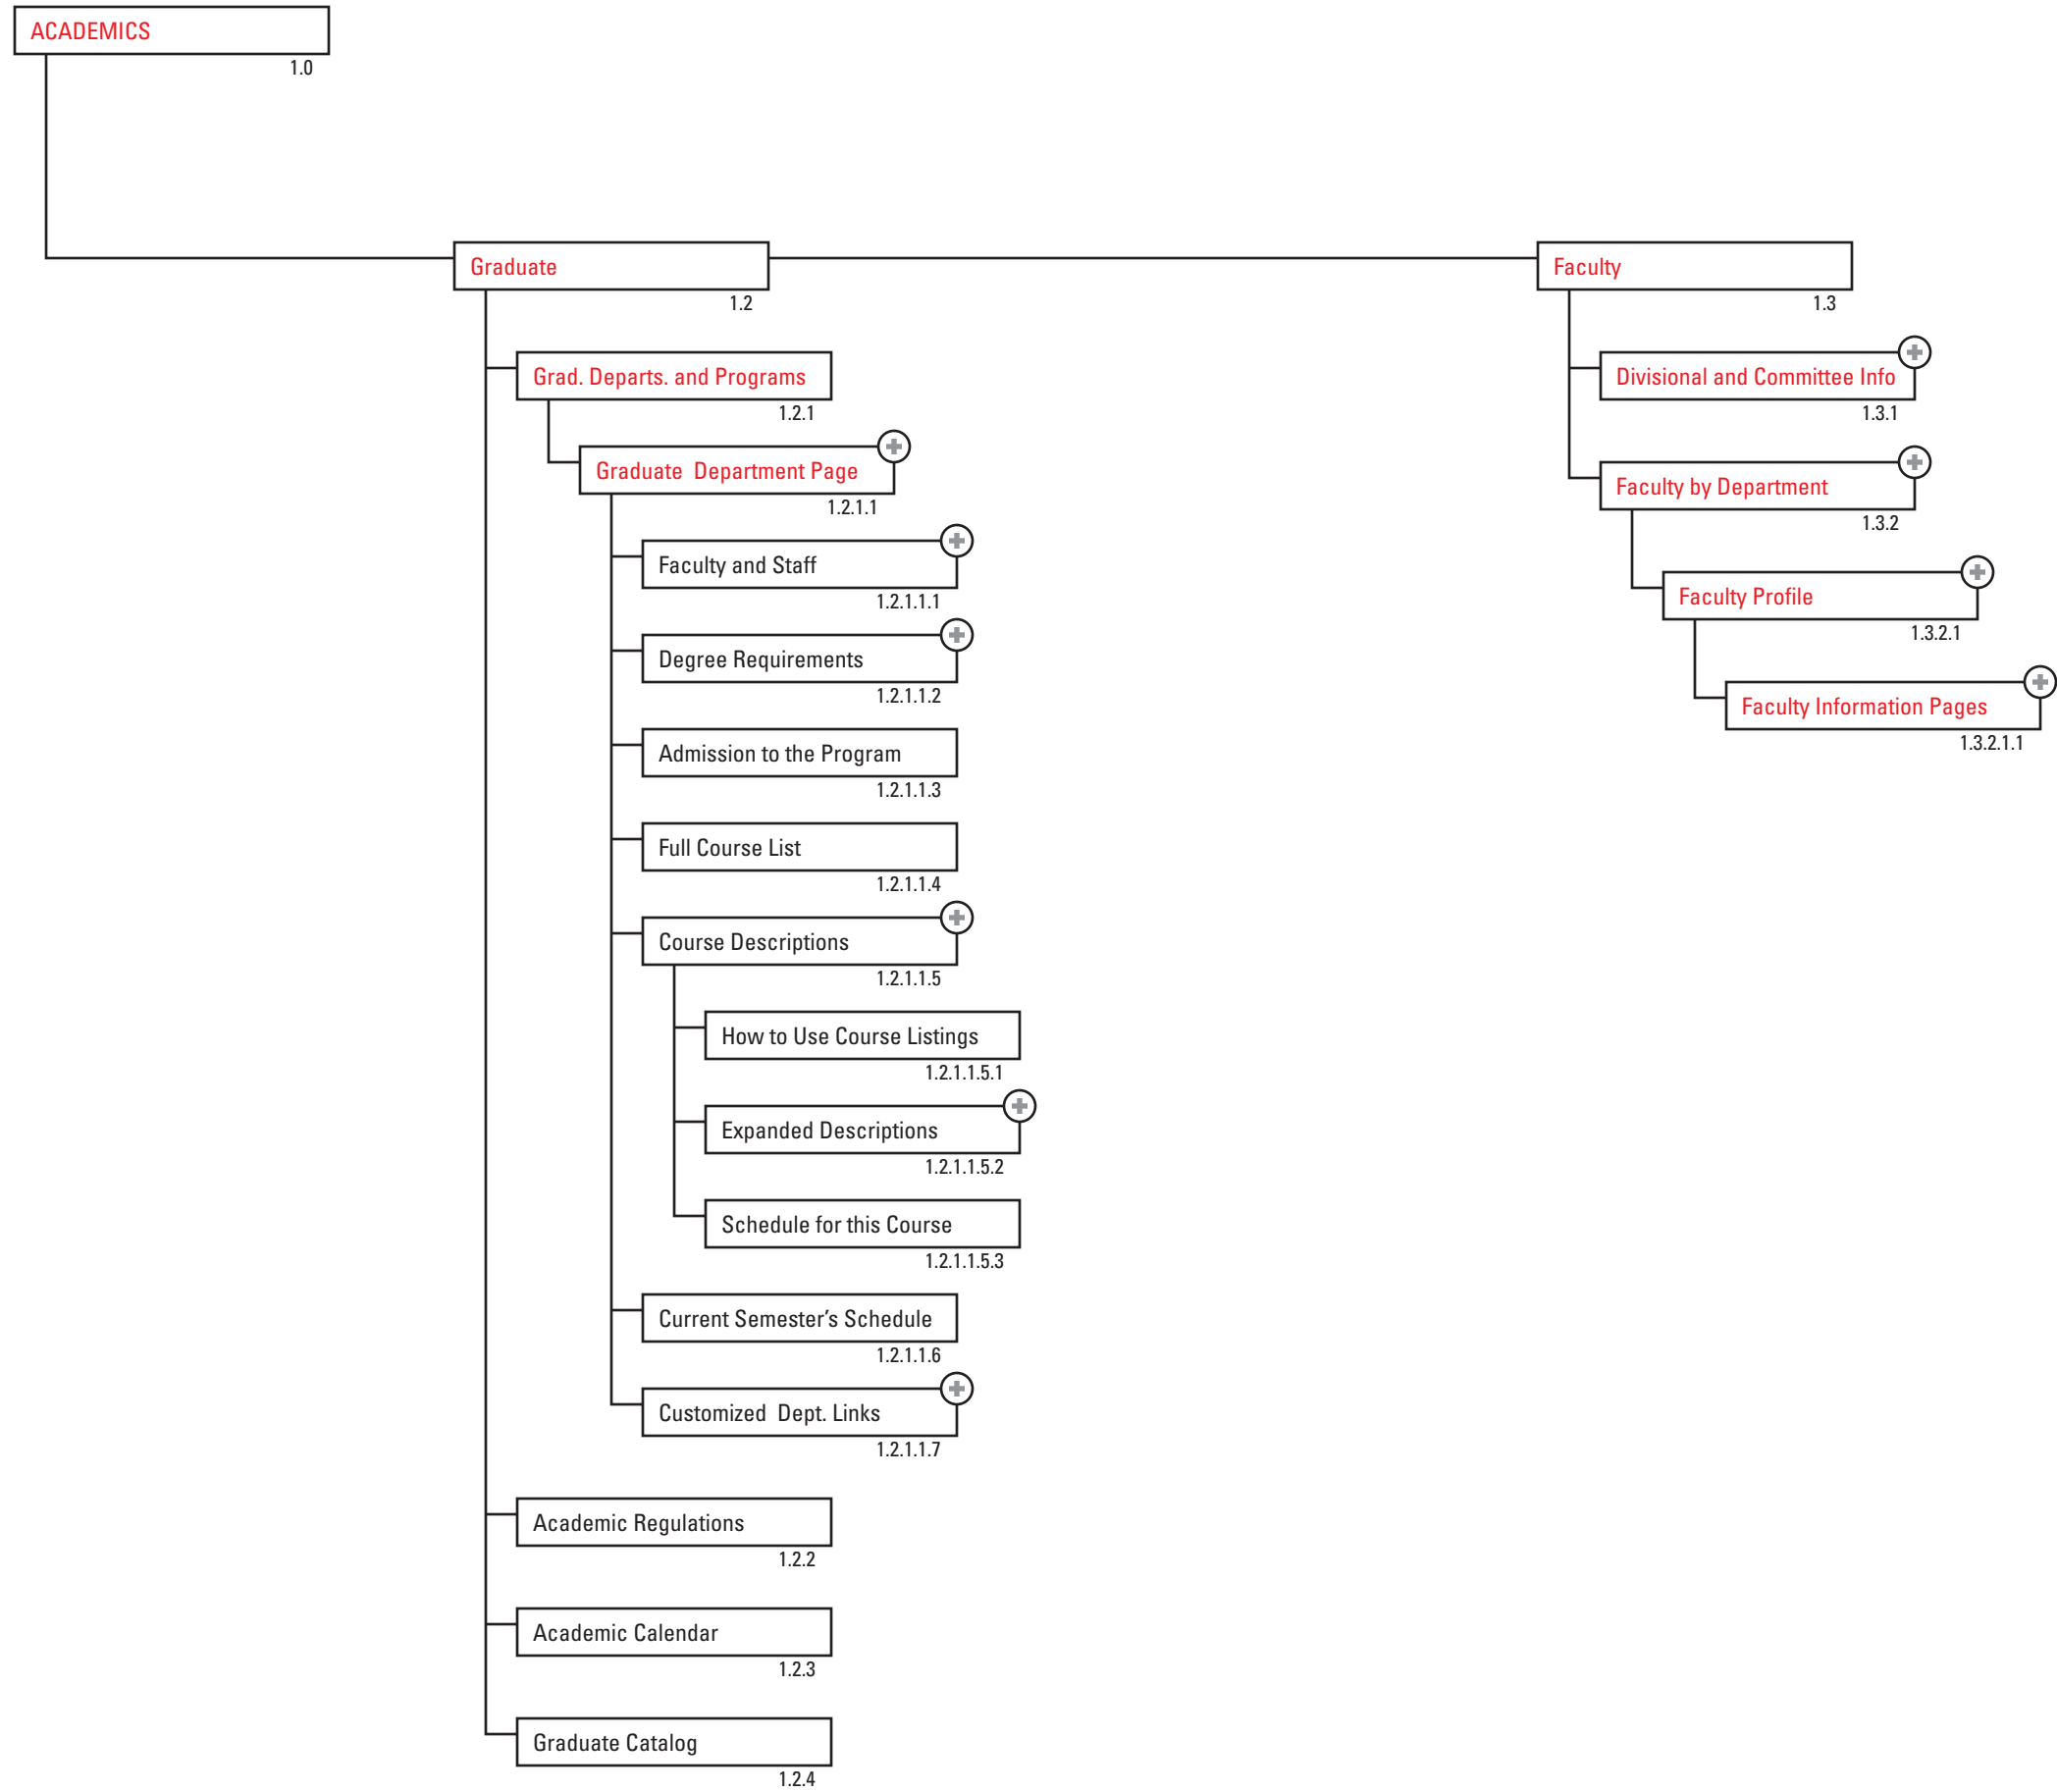 ACADEMICS
1.0
Graduate
1.2
Grad. Departs. and Programs
1.2.1
Graduate  Department Page
1.2.1.1
Faculty and Staff
1.2.1.1.1
Degree Requirements
1.2.1.1.2
Admission to the Program
1.2.1.1.3
Full Course List
1.2.1.1.4
Course Descriptions
1.2.1.1.5
How to Use Course Listings
1.2.1.1.5.1
Expanded Descriptions
1.2.1.1.5.2
Schedule for this Course
1.2.1.1.5.3
Current Semester’s Schedule
1.2.1.1.6
Customized  Dept. Links
1.2.1.1.7
Academic Regulations
1.2.2
Academic Calendar
1.2.3
Graduate Catalog
1.2.4
Faculty
1.3
Divisional and Committee Info
1.3.1
Faculty by Department
1.3.2
Faculty Profile
1.3.2.1
Faculty Information Pages
1.3.2.1.1